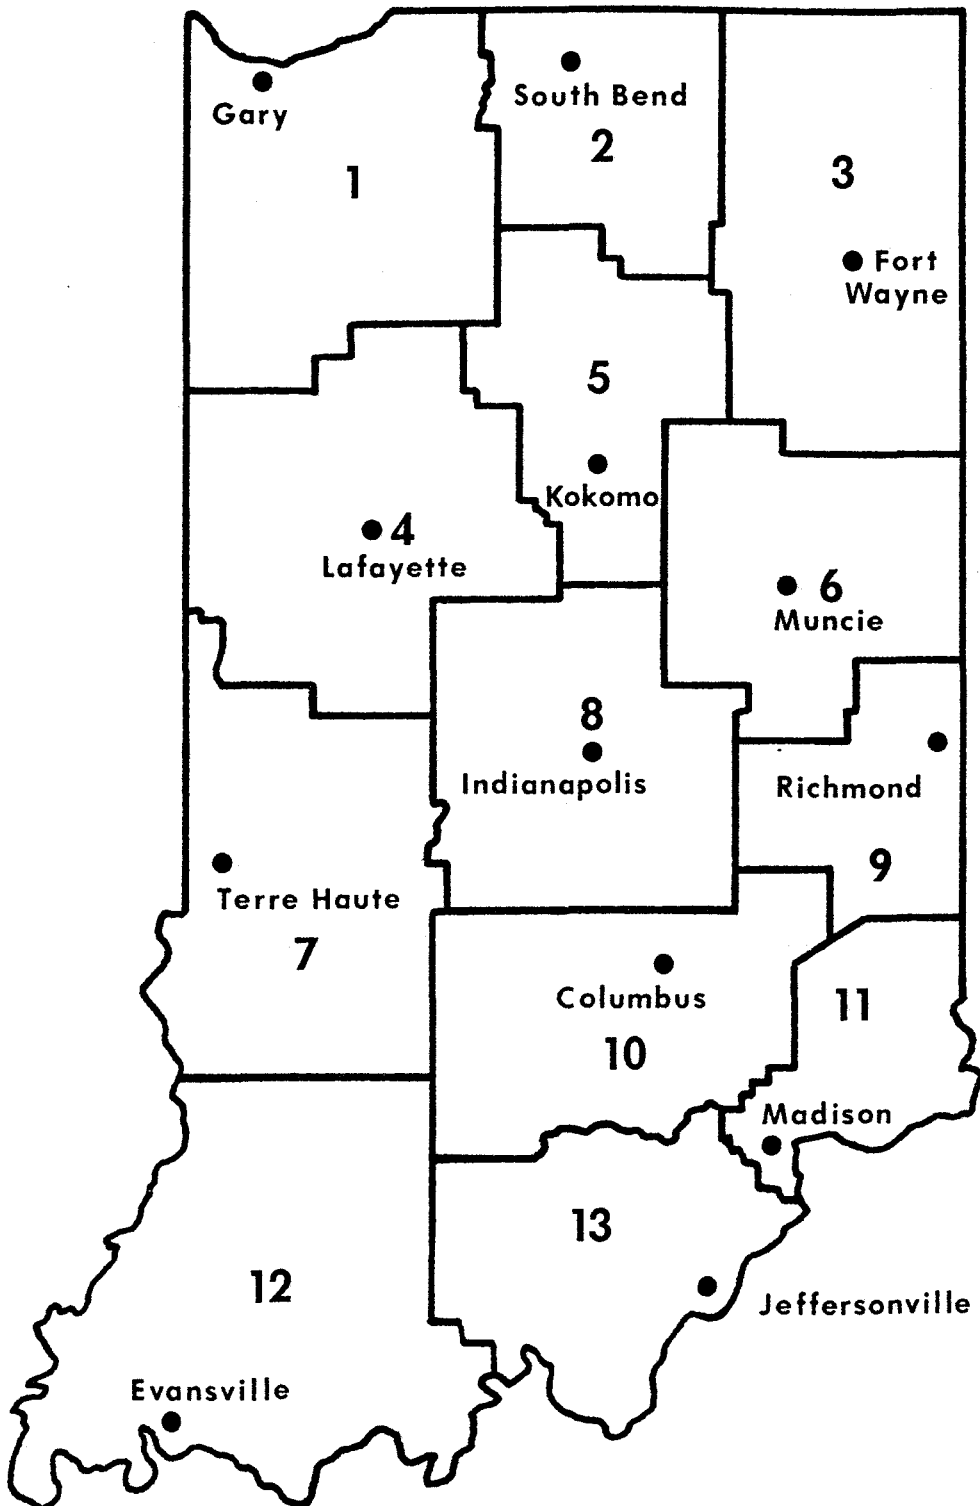 Gary
South Bend
1
2
3
Fort
Wayne
5
Kokomo
4
Lafayette
6
Muncie
8
Indianapolis
Richmond
9
Terre Haute
7
Columbus
10
11
Madison
13
12
Jeffersonville
Evansville